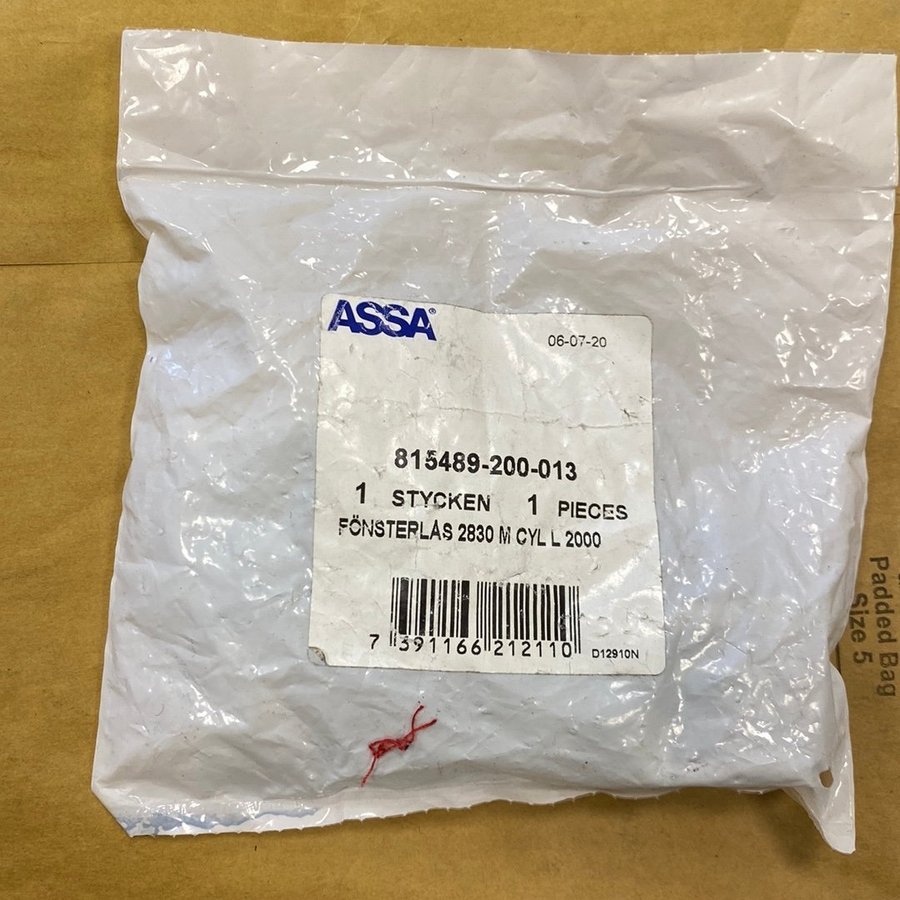 ASSA®
06-07-20
815489-200-013
1 STYCKEN 1 PIECES
FÖNSTERLÅS 2830 M CYL L 2000
7 391166 212110
D12910N
Padded Bag
Size 5